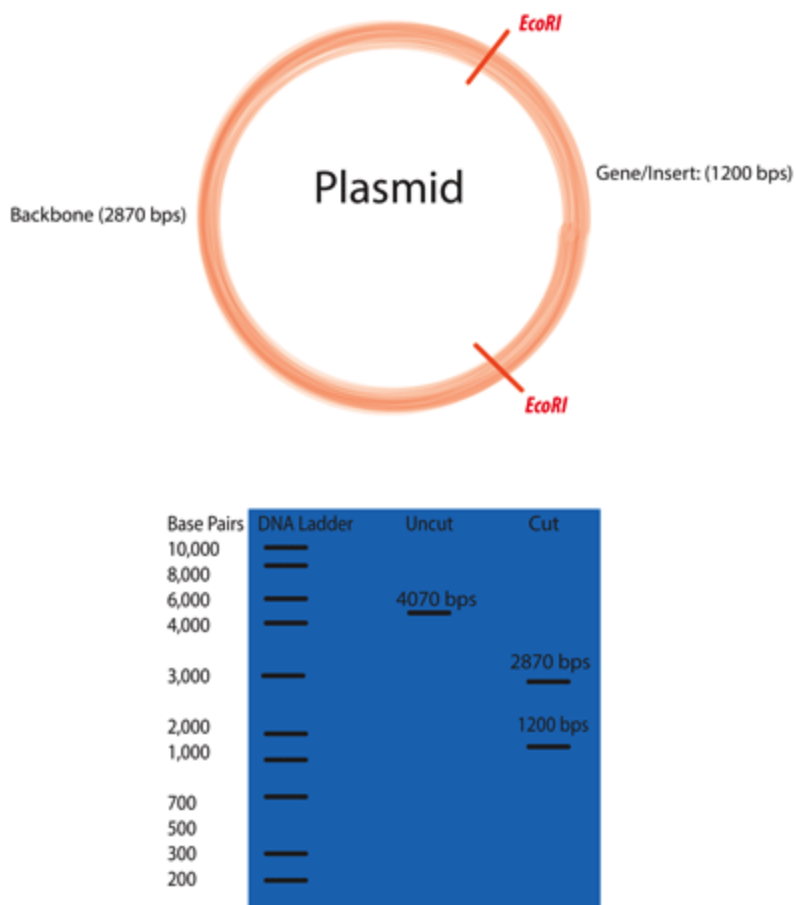 EcoRI
Plasmid
Gene/Insert: (1200 bps)
Backbone (2870 bps)
EcoRI
Base Pairs DNA Ladder Uncut Cut
10,000
8,000
6,000 4070 bps
4,000
3,000 2870 bps
2,000 1200 bps
1,000
700
500
300
200